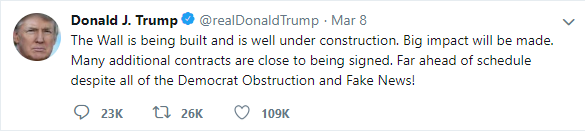 Donald J. Trump @realDonaldTrump · Mar 8
The Wall is being built and is well under construction. Big impact will be made.
Many additional contracts are close to being signed. Far ahead of schedule
despite all of the Democrat Obstruction and Fake News!
23K 26K 109K